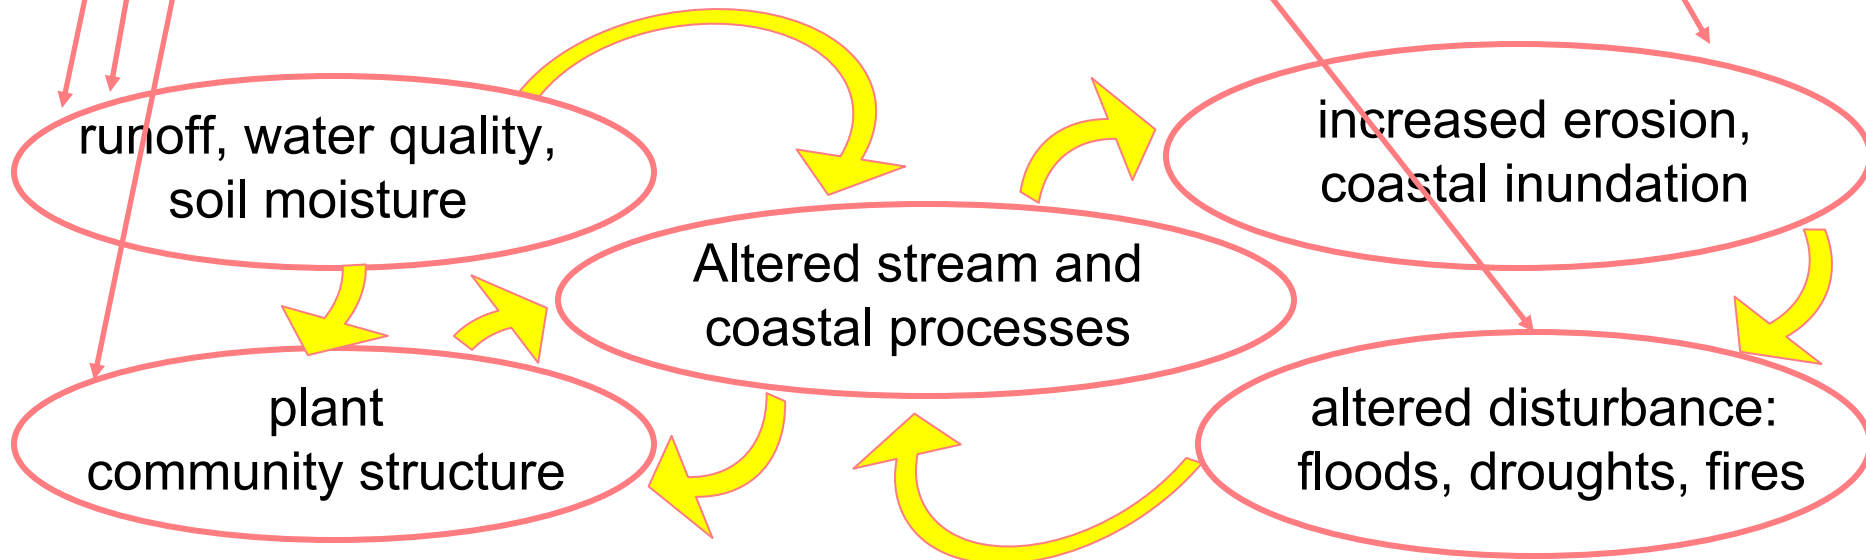 runoff, water quality,
soil moisture
increased erosion,
coastal inundation
Altered stream and
coastal processes
plant
community structure
altered disturbance:
floods, droughts, fires